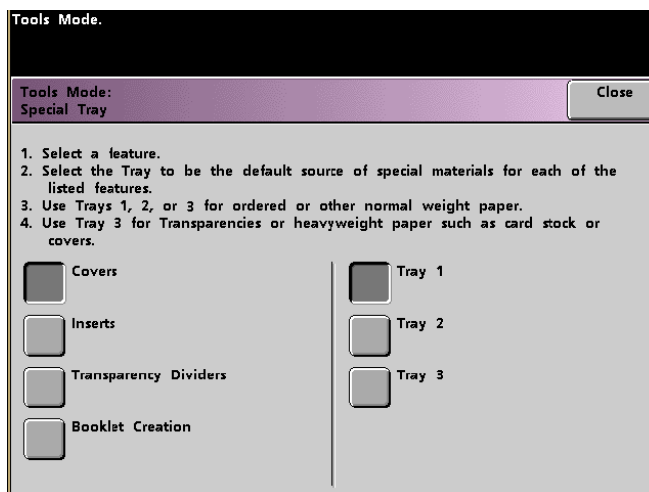 Tools Mode.
Tools Mode:
Special Tray
Close
1. Select a feature.
2. Select the Tray to be the default source of special materials for each of the
listed features.
3. Use Trays 1, 2, or 3 for ordered or other normal weight paper.
4. Use Tray 3 for Transparencies or heavyweight paper such as card stock or
covers.
Covers
Inserts
Transparency Dividers
Booklet Creation
Tray 1
Tray 2
Tray 3